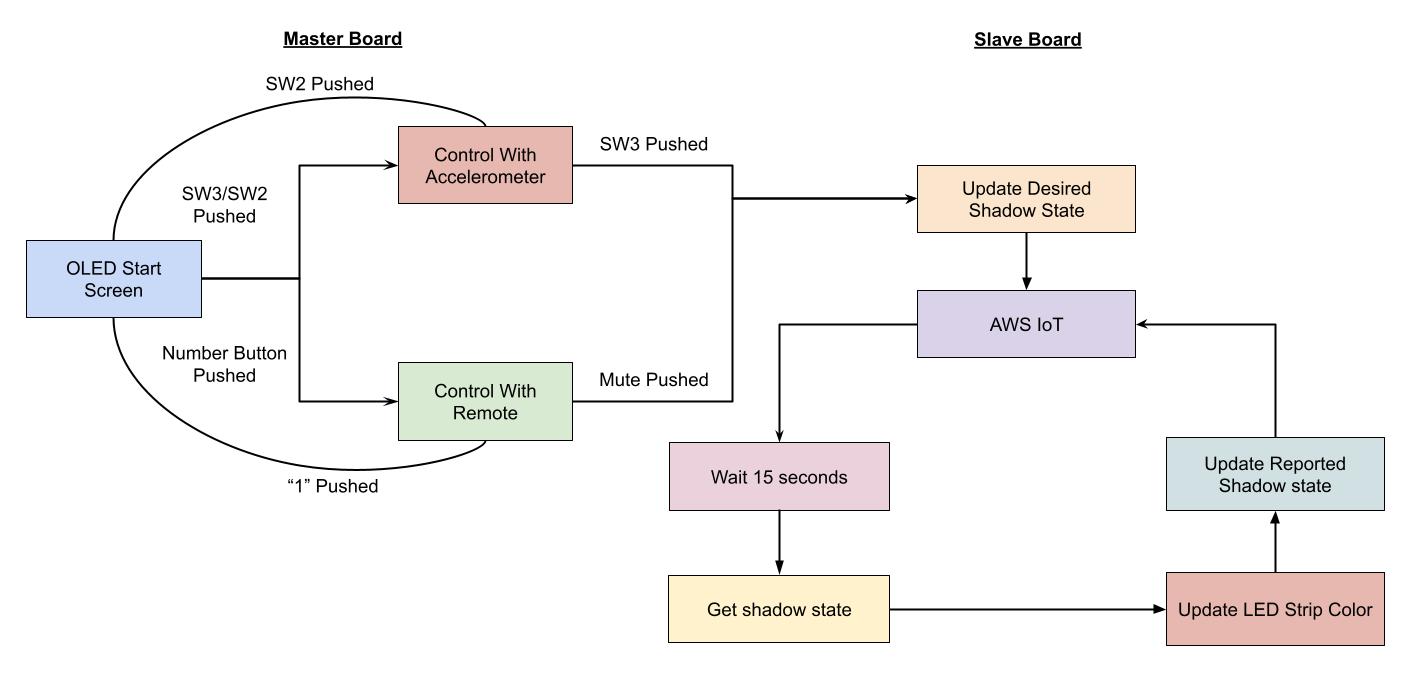 Master Board
Slave Board
SW2 Pushed
Control With
Accelerometer
SW3 Pushed
SW3/SW2
Pushed
Update Desired
Shadow State
OLED Start
Screen
AWS IoT
Number Button
Pushed
Control With
Remote
Mute Pushed
“1” Pushed
Wait 15 seconds
Update Reported
Shadow state
Get shadow state
Update LED Strip Color